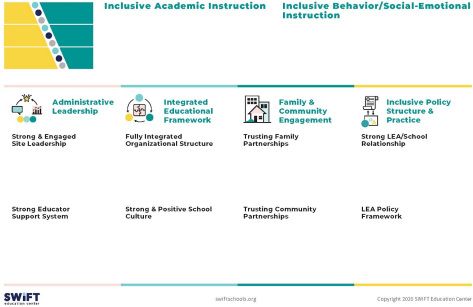 Inclusive Academic Instruction
Inclusive Behavior/Social-Emotional
Instruction
Administrative
Leadership
Integrated
Educational
Framework
Family &
Community
Engagement
Inclusive Policy
Structure &
Practice
Strong & Engaged
Site Leadership
Fully Integrated
Organizational Structure
Trusting Family
Partnerships
Strong LEA/School
Relationship
Strong Educator
Support System
Strong & Positive School
Culture
Trusting Community
Partnerships
LEA Policy
Framework
SWIFT
education center
swiftschools.org
Copyright 2020 SWIFT Education Center